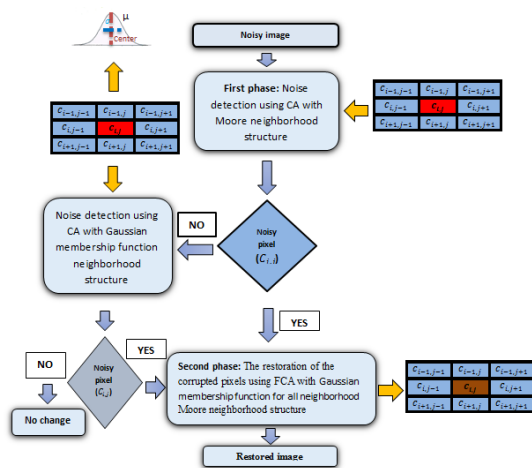 μ
σ
Center
Noisy image
First phase: Noise
detection using CA with
Moore neighborhood
structure
c_{i-1,j-1} c_{i-1,j} c_{i-1,j+1}
c_{i,j-1} c_{i,j} c_{i,j+1}
c_{i+1,j-1} c_{i+1,j} c_{i+1,j+1}
c_{i-1,j-1} c_{i-1,j} c_{i-1,j+1}
c_{i,j-1} c_{i,j} c_{i,j+1}
c_{i+1,j-1} c_{i+1,j} c_{i+1,j+1}
Noise detection using
CA with Gaussian
membership function
neighborhood
structure
NO
Noisy
pixel
(C_{i,j})
YES
NO
YES
Noisy
pixel
(C_{i,j})
No change
Second phase: The restoration of the
corrupted pixels using FCA with Gaussian
membership function for all neighborhood
Moore neighborhood structure
c_{i-1,j-1} c_{i-1,j} c_{i-1,j+1}
c_{i,j-1} c_{i,j} c_{i,j+1}
c_{i+1,j-1} c_{i+1,j} c_{i+1,j+1}
Restored image